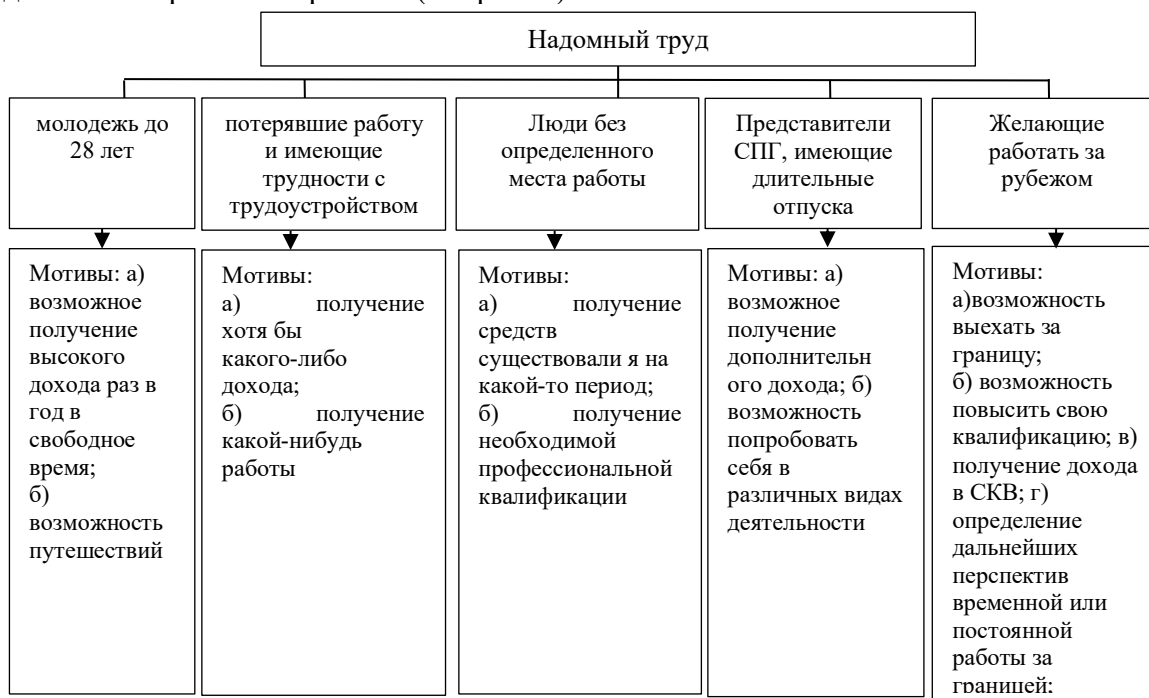 Надомный труд
молодежь до
28 лет
потерявшие работу
и имеющие
трудности с
трудоустройством
Люди без
определенного
места работы
Представители
СПГ, имеющие
длительные
отпуска
Желающие
работать за
рубежом
Мотивы: а)
возможное
получение
высокого
дохода раз в
год в
свободное
время;
б)
возможность
путешествий
Мотивы:
а) получение
хотя бы
какого-либо
дохода;
б) получение
какой-нибудь
работы
Мотивы:
а) получение
средств
существовали я на
какой-то период;
б) получение
необходимой
профессиональной
квалификации
Мотивы: а)
возможное
получение
дополнительн
ого дохода; б)
возможность
попробовать
себя в
различных видах
деятельности
Мотивы:
а)возможность
выехать за
границу;
б) возможность
повысить свою
квалификацию; в)
получение дохода
в СКВ; г)
определение
дальнейших
перспектив
временной или
постоянной
работы за
границей;